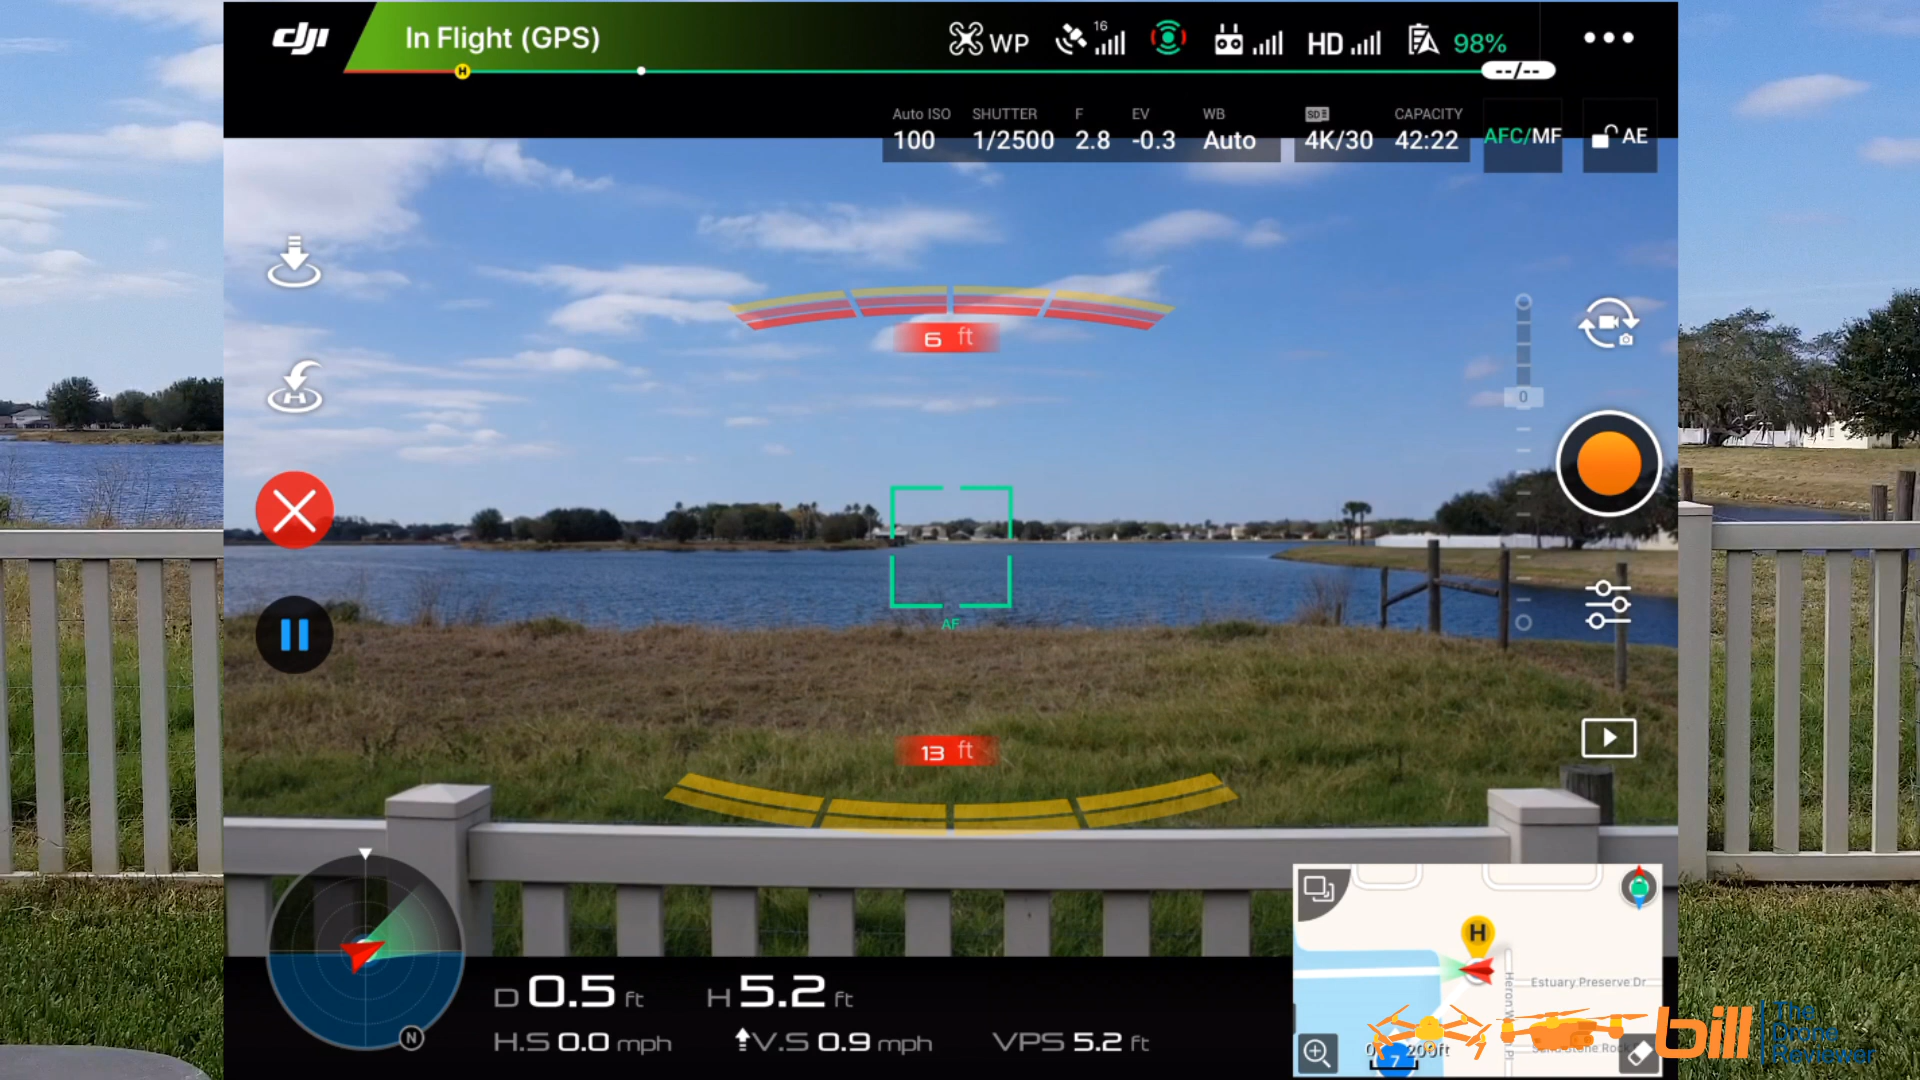 dji In Flight (GPS) WP 16 HD 98%
H --/--
Auto ISO SHUTTER F EV WB SD CAPACITY
100 1/2500 2.8 -0.3 Auto 4K/30 42:22 AFC/MF AE
6 ft
0
AF
13 ft
H
Estuary Preserve Dr
D 0.5 ft H 5.2 ft
N
H.S 0.0 mph V.S 0.9 mph VPS 5.2 ft
0 200ft
7
bill The
Drone
Reviewer